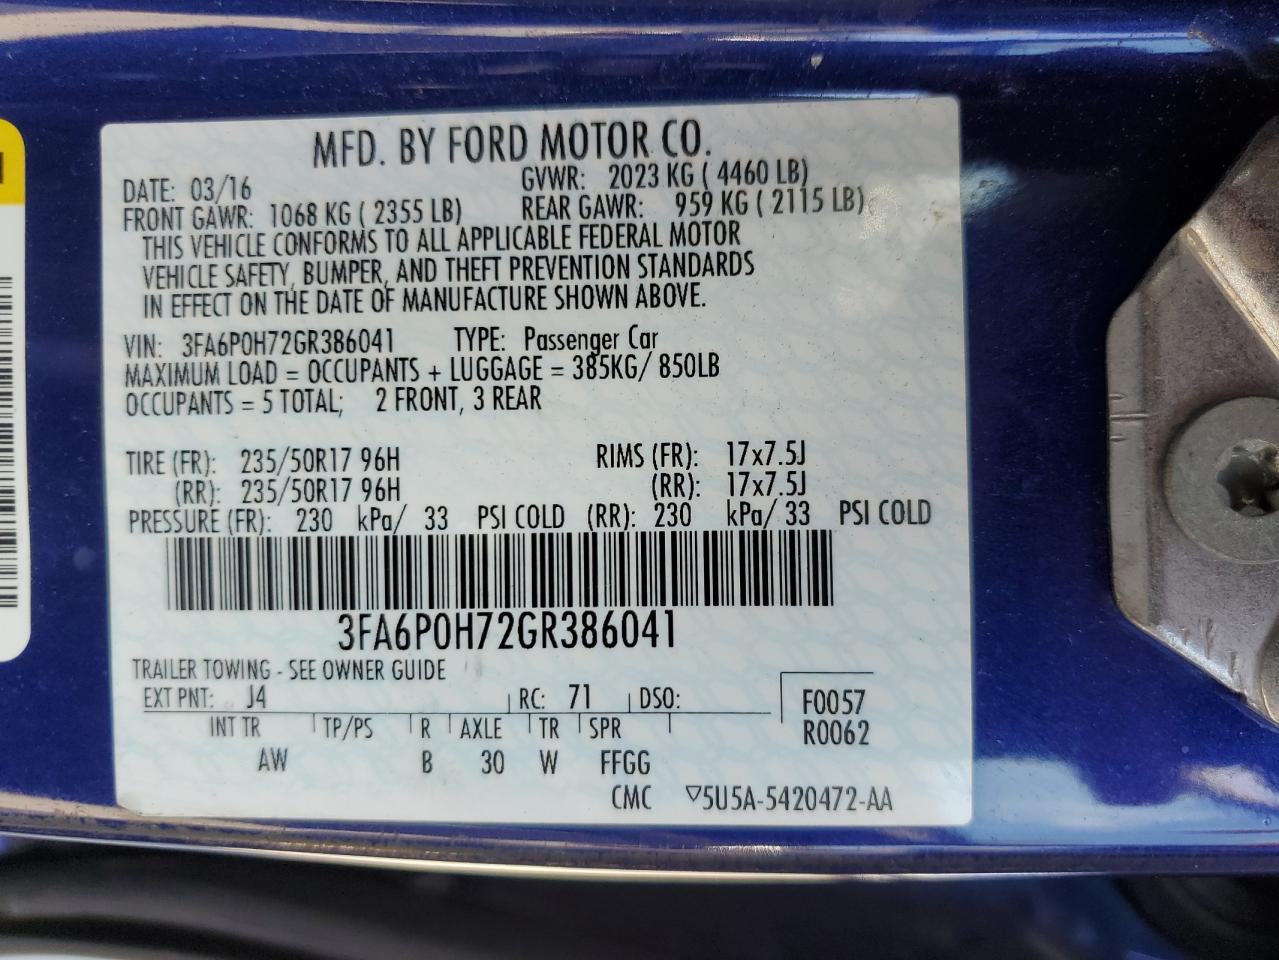 MFD. BY FORD MOTOR CO.
DATE: 03/16 GVWR: 2023 KG ( 4460 LB)
FRONT GAWR: 1068 KG ( 2355 LB) REAR GAWR: 959 KG ( 2115 LB)
THIS VEHICLE CONFORMS TO ALL APPLICABLE FEDERAL MOTOR
VEHICLE SAFETY, BUMPER, AND THEFT PREVENTION STANDARDS
IN EFFECT ON THE DATE OF MANUFACTURE SHOWN ABOVE.
VIN: 3FA6P0H72GR386041 TYPE: Passenger Car
MAXIMUM LOAD = OCCUPANTS + LUGGAGE = 385KG/ 850LB
OCCUPANTS = 5 TOTAL; 2 FRONT, 3 REAR
TIRE (FR): 235/50R17 96H RIMS (FR): 17x7.5J
(RR): 235/50R17 96H (RR): 17x7.5J
PRESSURE (FR): 230 kPa/ 33 PSI COLD (RR): 230 kPa/ 33 PSI COLD
3FA6P0H72GR386041
TRAILER TOWING - SEE OWNER GUIDE
EXT PNT: J4 RC: 71 DSO: F0057
INT TR TP/PS R AXLE TR SPR R0062
AW B 30 W FFGG
CMC ▽5U5A-5420472-AA